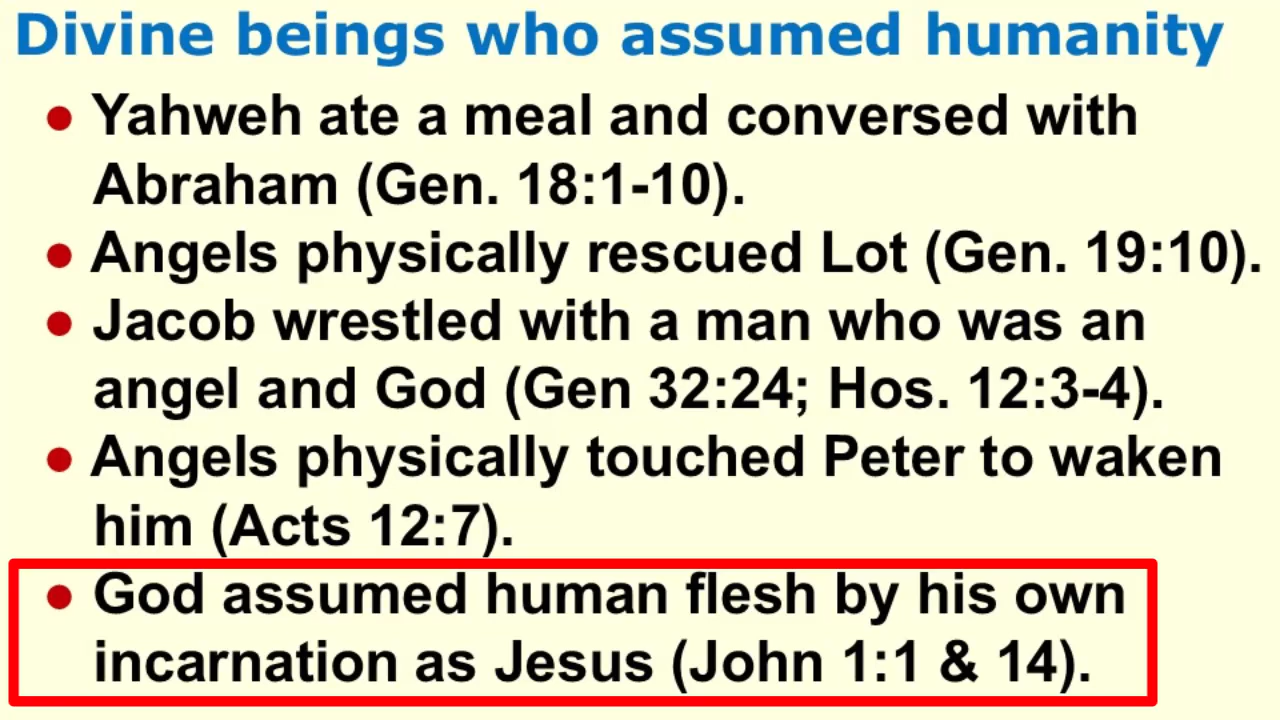 Divine beings who assumed humanity
● Yahweh ate a meal and conversed with
Abraham (Gen. 18:1-10).
● Angels physically rescued Lot (Gen. 19:10).
● Jacob wrestled with a man who was an
angel and God (Gen 32:24; Hos. 12:3-4).
● Angels physically touched Peter to waken
him (Acts 12:7).
● God assumed human flesh by his own
incarnation as Jesus (John 1:1 & 14).